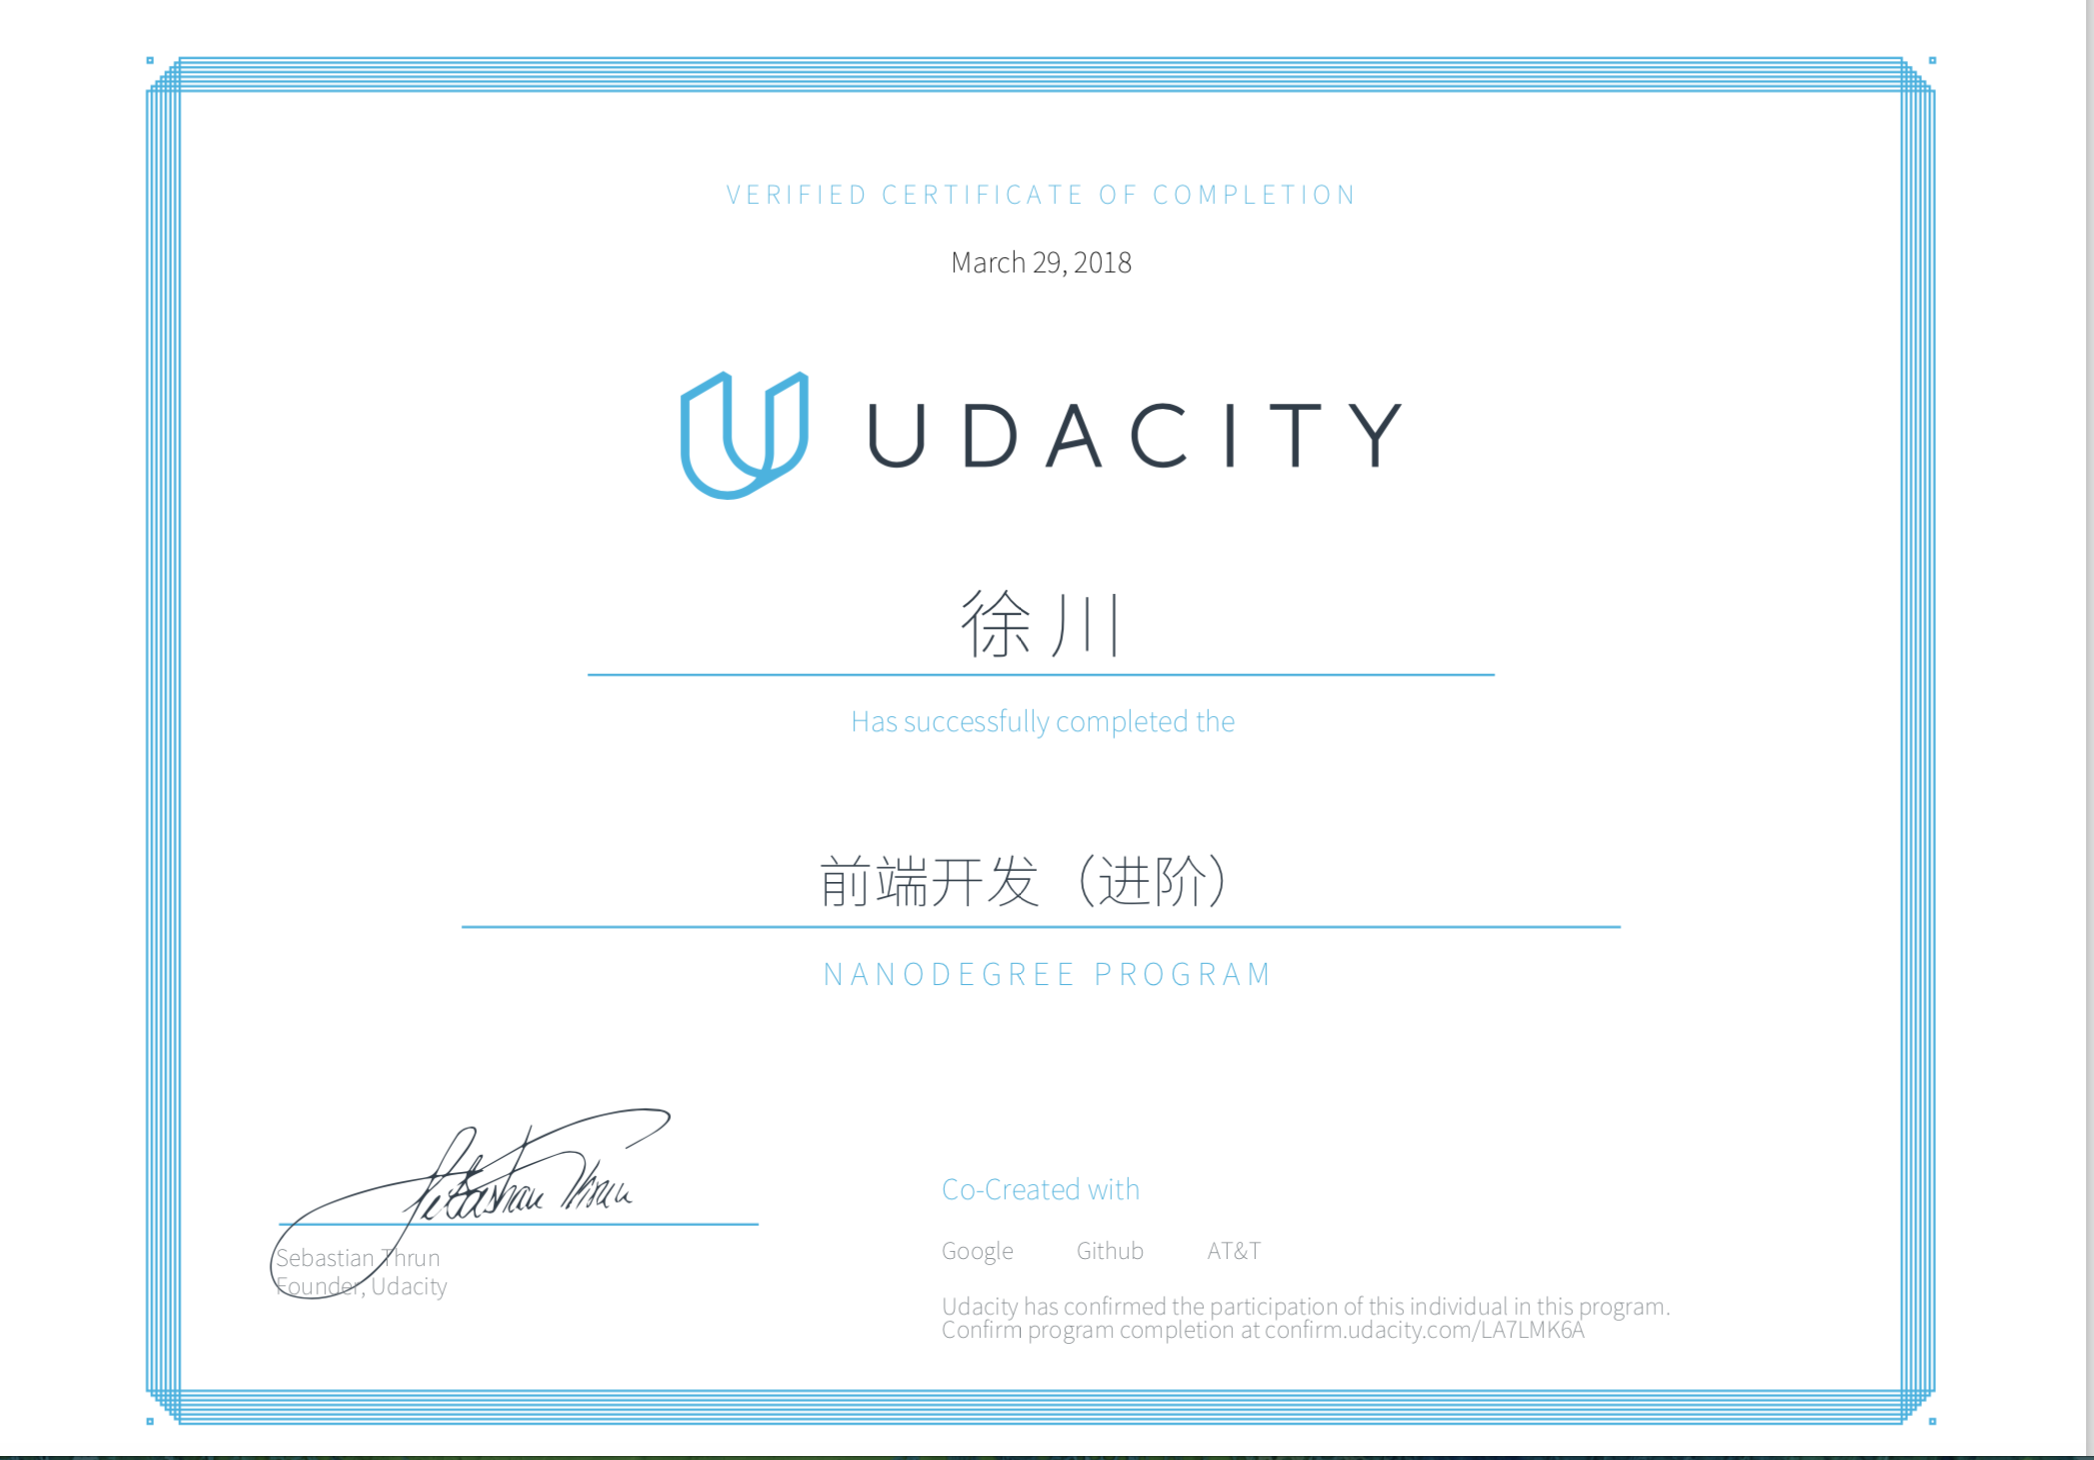 VERIFIED CERTIFICATE OF COMPLETION
March 29, 2018
UDACITY
徐川
Has successfully completed the
前端开发（进阶）
NANODEGREE PROGRAM
Sebastian Thrun
Sebastian Thrun
Founder, Udacity
Co-Created with
Google Github AT&T
Udacity has confirmed the participation of this individual in this program.
Confirm program completion at confirm.udacity.com/LA7LMK6A